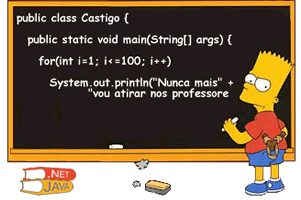 public class Castigo {
public static void main(String[] args) {
for(int i=1; i<=100; i++)
System.out.println("Nunca mais" +
"vou atirar nos professore
.NET
JAVA